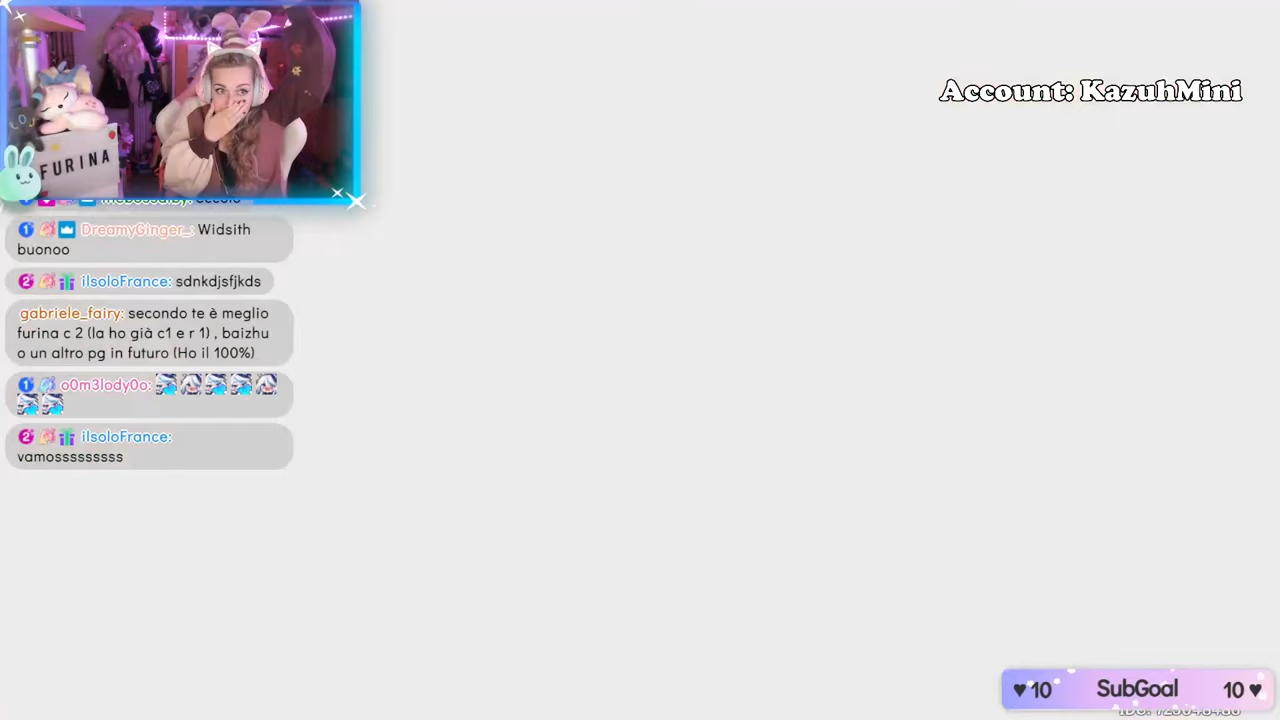 Account: KazuhMini
FURINA
DreamyGinger_: Widsith
buonoo
ilsoloFrance: sdnkdjsfjkds
gabriele_fairy: secondo te è meglio
furina c 2 (la ho già c1 e r 1) , baizhu
o un altro pg in futuro (Ho il 100%)
o0m3lody0o:
ilsoloFrance:
vamosssssssss
10 SubGoal 10